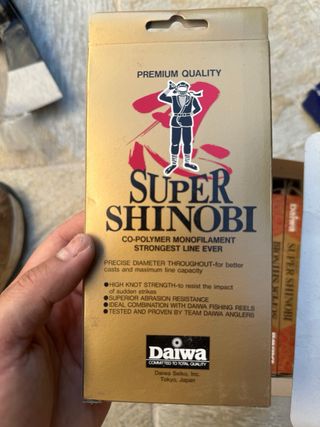 PREMIUM QUALITY
忍
SUPER
SHINOBI
CO-POLYMER MONOFILAMENT
STRONGEST LINE EVER
PRECISE DIAMETER THROUGHOUT-for better
casts and maximum line capacity
●HIGH KNOT STRENGTH-to resist the impact
of sudden strikes
●SUPERIOR ABRASION RESISTANCE
●IDEAL COMBINATION WITH DAIWA FISHING REELS
●TESTED AND PROVEN BY TEAM DAIWA ANGLERS
Daiwa
COMMITTED TO TOTAL QUALITY
Daiwa Seiko, Inc.
Tokyo, Japan
Daiwa
SUPER SHINOBI